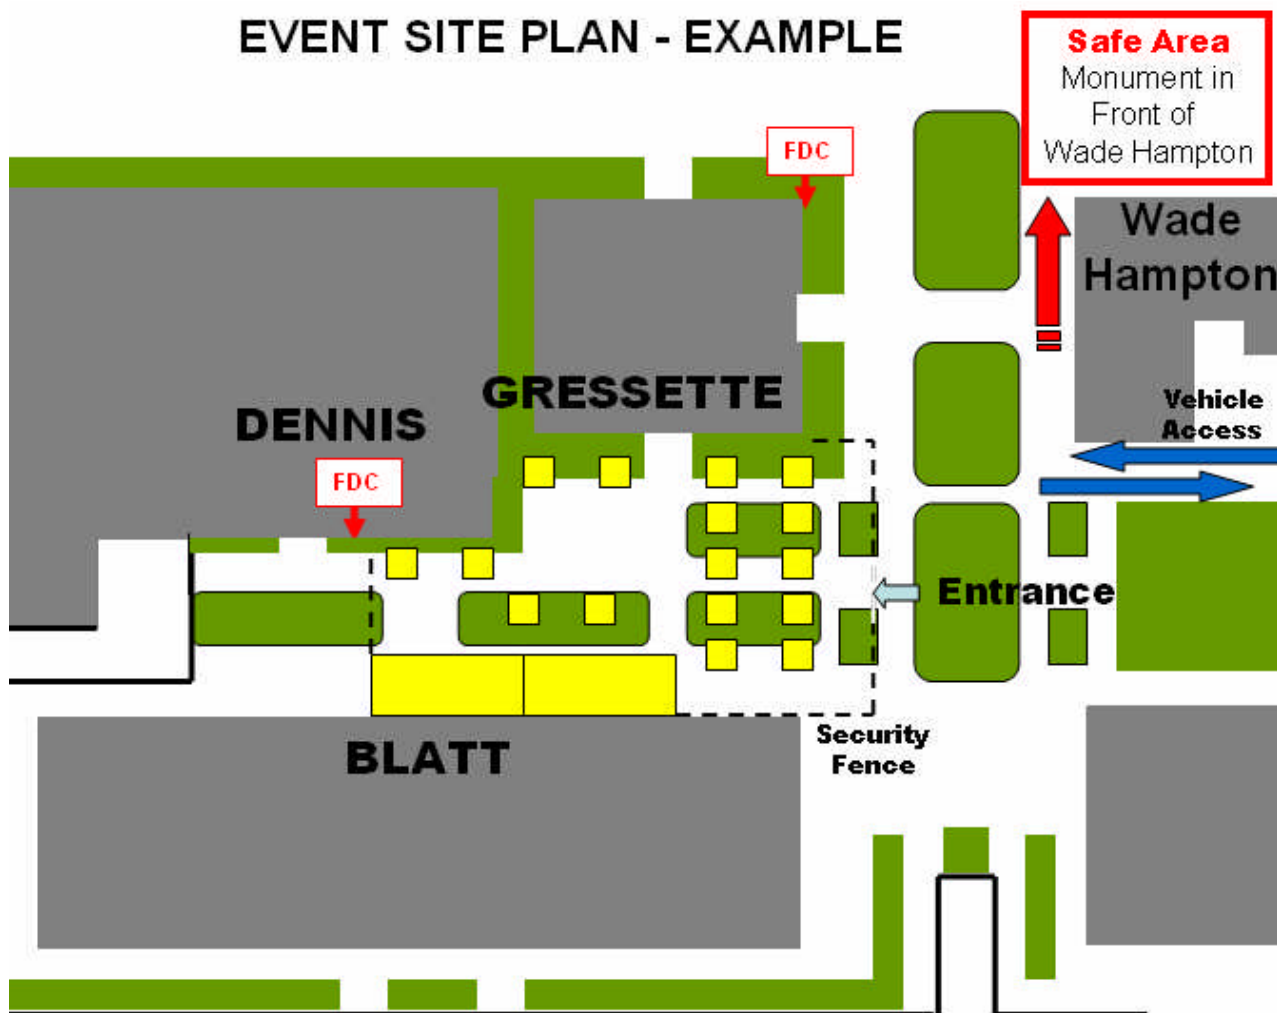 EVENT SITE PLAN - EXAMPLE
Safe Area
Monument in
Front of
Wade Hampton
FDC
Wade
Hampton
GRESSETTE
DENNIS
Vehicle
Access
FDC
Entrance
Security
Fence
BLATT